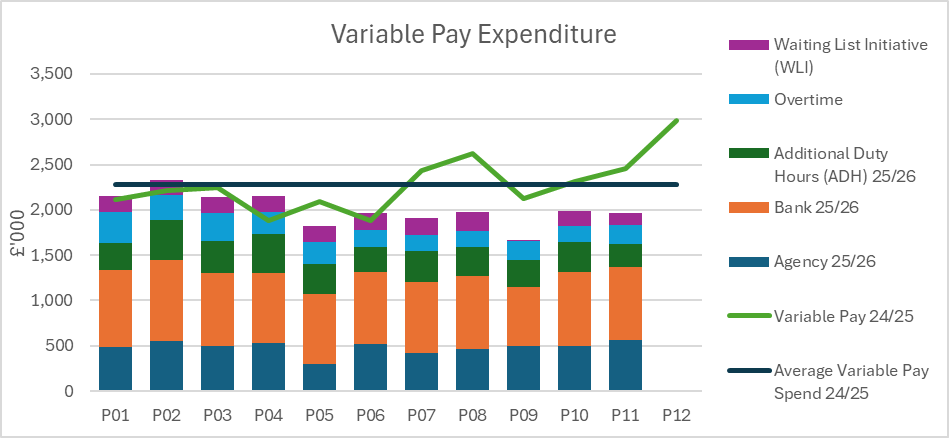 Variable Pay Expenditure
£'000
3,500
3,000
2,500
2,000
1,500
1,000
500
0
P01 P02 P03 P04 P05 P06 P07 P08 P09 P10 P11 P12
Waiting List Initiative
(WLI)
Overtime
Additional Duty
Hours (ADH) 25/26
Bank 25/26
Agency 25/26
Variable Pay 24/25
Average Variable Pay
Spend 24/25